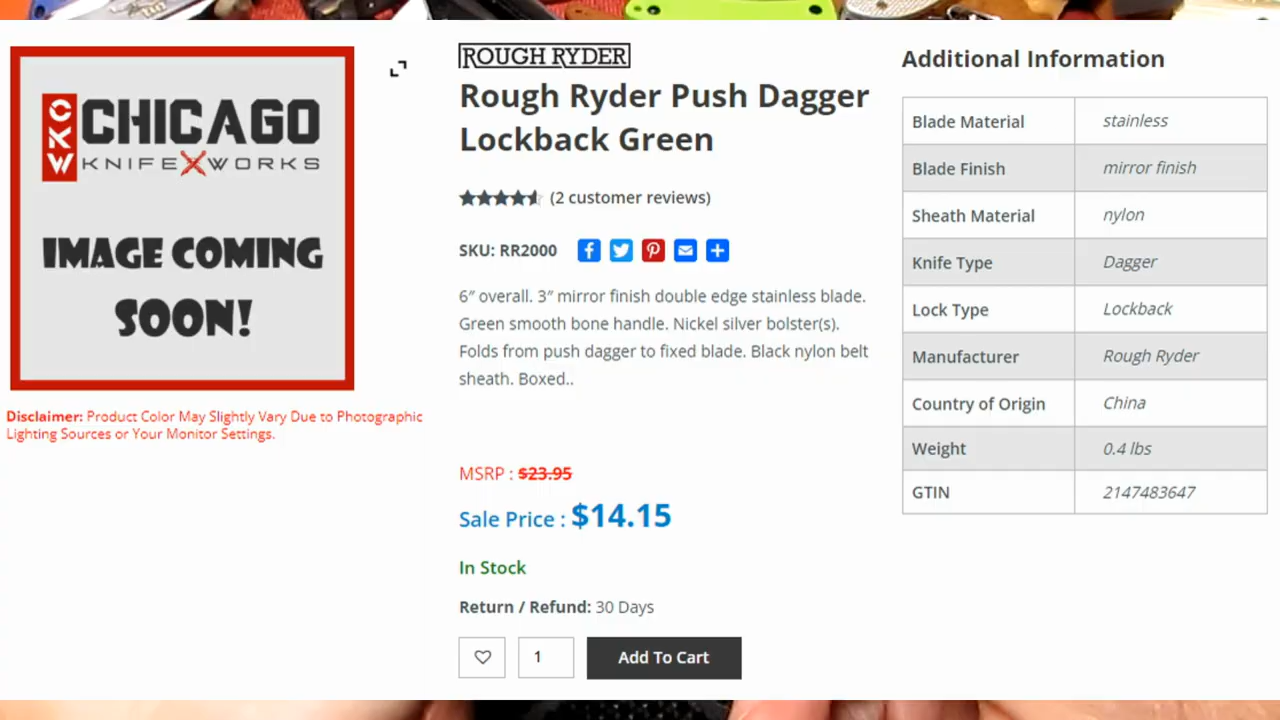 CKW
CHICAGO
KNIFEXWORKS
IMAGE COMING
SOON!
Disclaimer: Product Color May Slightly Vary Due to Photographic
Lighting Sources or Your Monitor Settings.
ROUGH RYDER
Rough Ryder Push Dagger
Lockback Green
(2 customer reviews)
SKU: RR2000
6″ overall. 3″ mirror finish double edge stainless blade.
Green smooth bone handle. Nickel silver bolster(s).
Folds from push dagger to fixed blade. Black nylon belt
sheath. Boxed..
MSRP : $23.95
Sale Price : $14.15
In Stock
Return / Refund: 30 Days
1
Add To Cart
Additional Information
Blade Material stainless
Blade Finish mirror finish
Sheath Material nylon
Knife Type Dagger
Lock Type Lockback
Manufacturer Rough Ryder
Country of Origin China
Weight 0.4 lbs
GTIN 2147483647